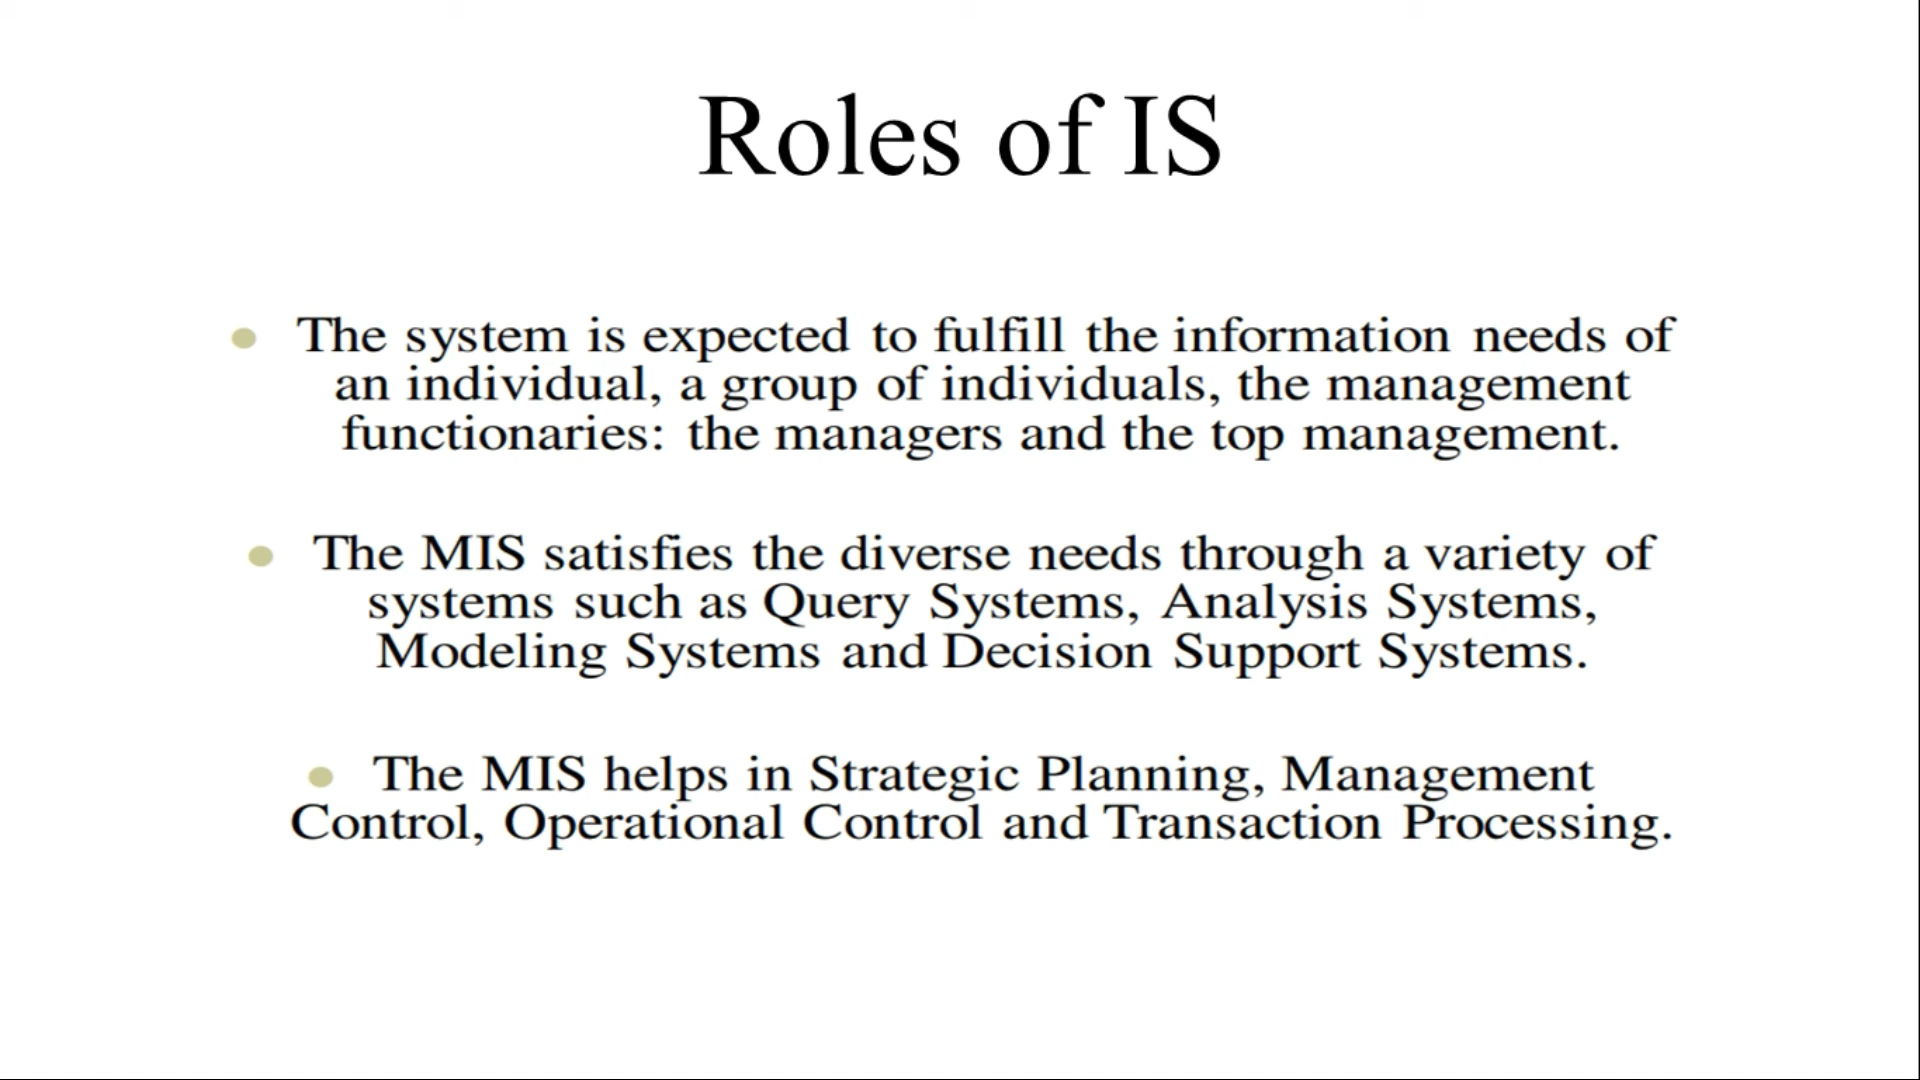 Roles of IS
The system is expected to fulfill the information needs of
an individual, a group of individuals, the management
functionaries: the managers and the top management.
The MIS satisfies the diverse needs through a variety of
systems such as Query Systems, Analysis Systems,
Modeling Systems and Decision Support Systems.
The MIS helps in Strategic Planning, Management
Control, Operational Control and Transaction Processing.